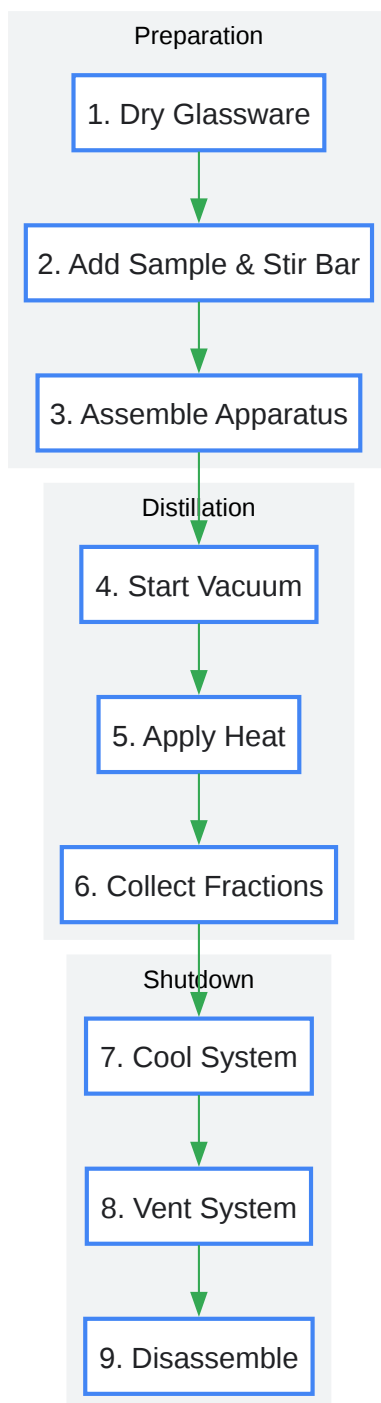 Preparation
1. Dry Glassware
2. Add Sample & Stir Bar
3. Assemble Apparatus
Distillation
4. Start Vacuum
5. Apply Heat
6. Collect Fractions
Shutdown
7. Cool System
8. Vent System
9. Disassemble